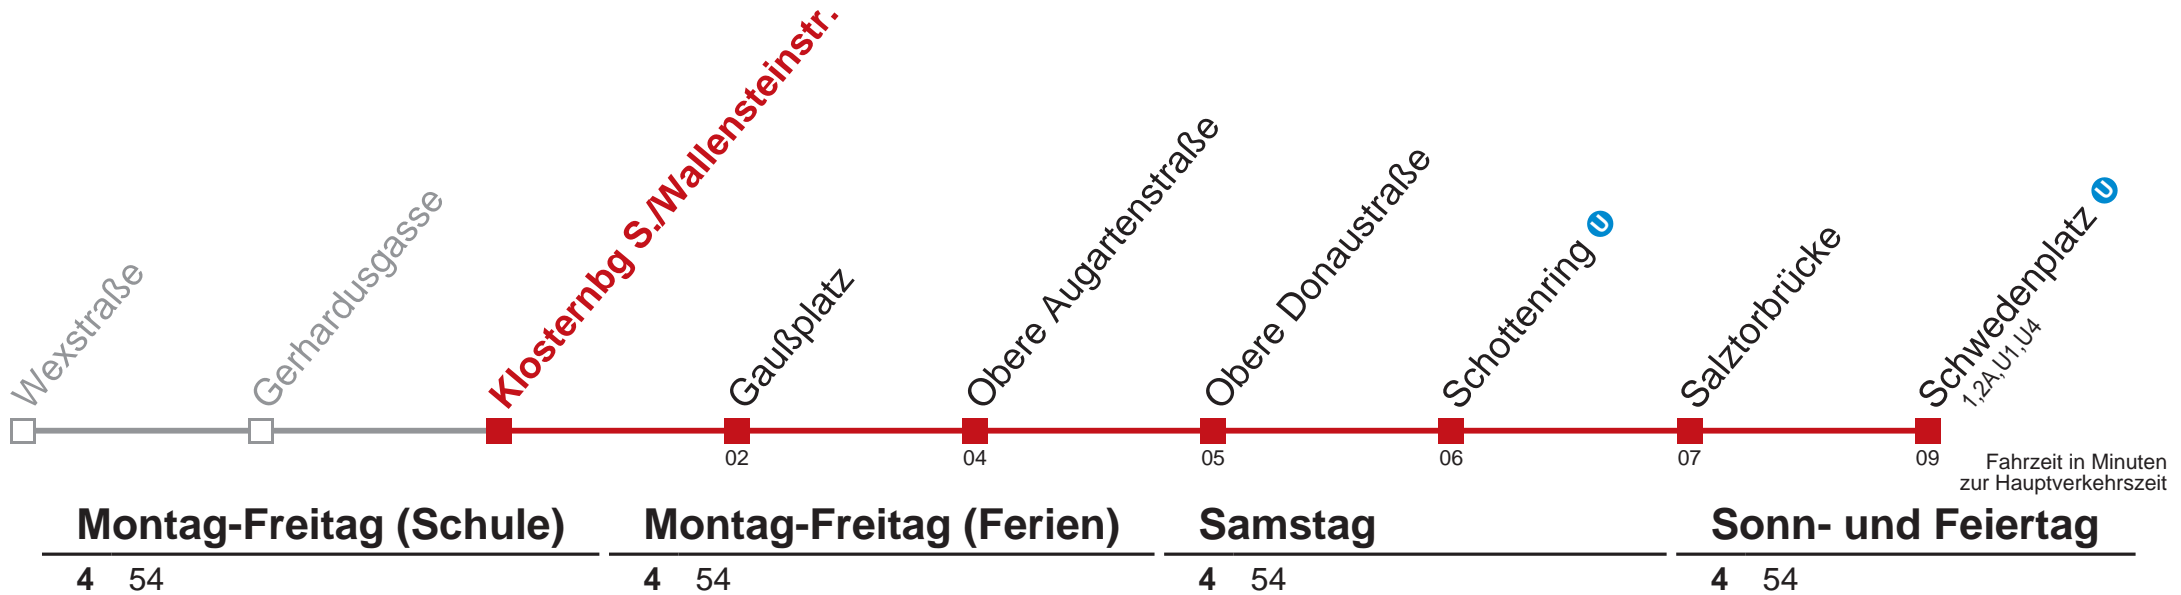 Wexstraße
Gerhardusgasse
Klosternbg S./Wallensteinstr.
Gaußplatz
Obere Augartenstraße
Obere Donaustraße
Schottenring U
Salztorbrücke
Schwedenplatz U
1,2A,U1,U4
02 04 05 06 07 09
Fahrzeit in Minuten
zur Hauptverkehrszeit
Montag-Freitag (Schule) Montag-Freitag (Ferien) Samstag Sonn- und Feiertag
4 54 4 54 4 54 4 54